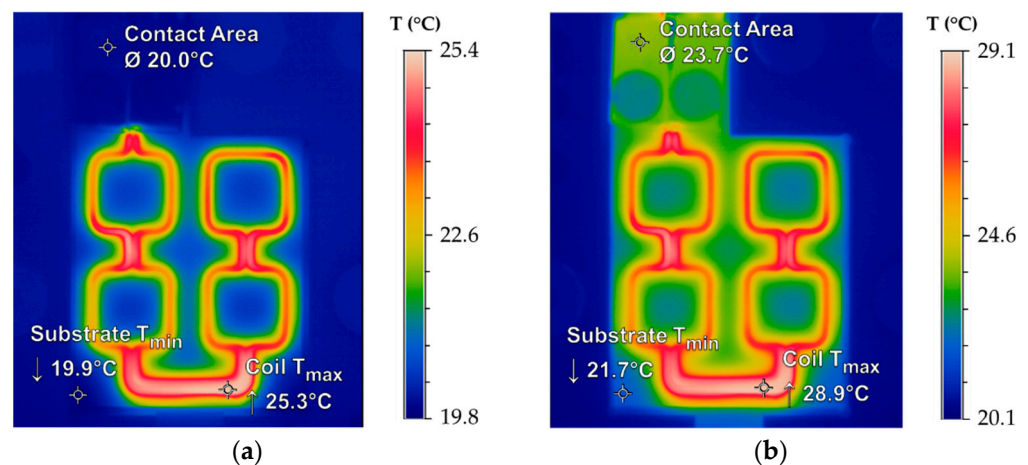 Contact Area
Ø 20.0°C
Substrate Tmin
↓ 19.9°C
Coil Tmax
↑ 25.3°C
T (°C)
25.4
22.6
19.8
(a)
Contact Area
Ø 23.7°C
Substrate Tmin
↓ 21.7°C
Coil Tmax
↑ 28.9°C
T (°C)
29.1
24.6
20.1
(b)